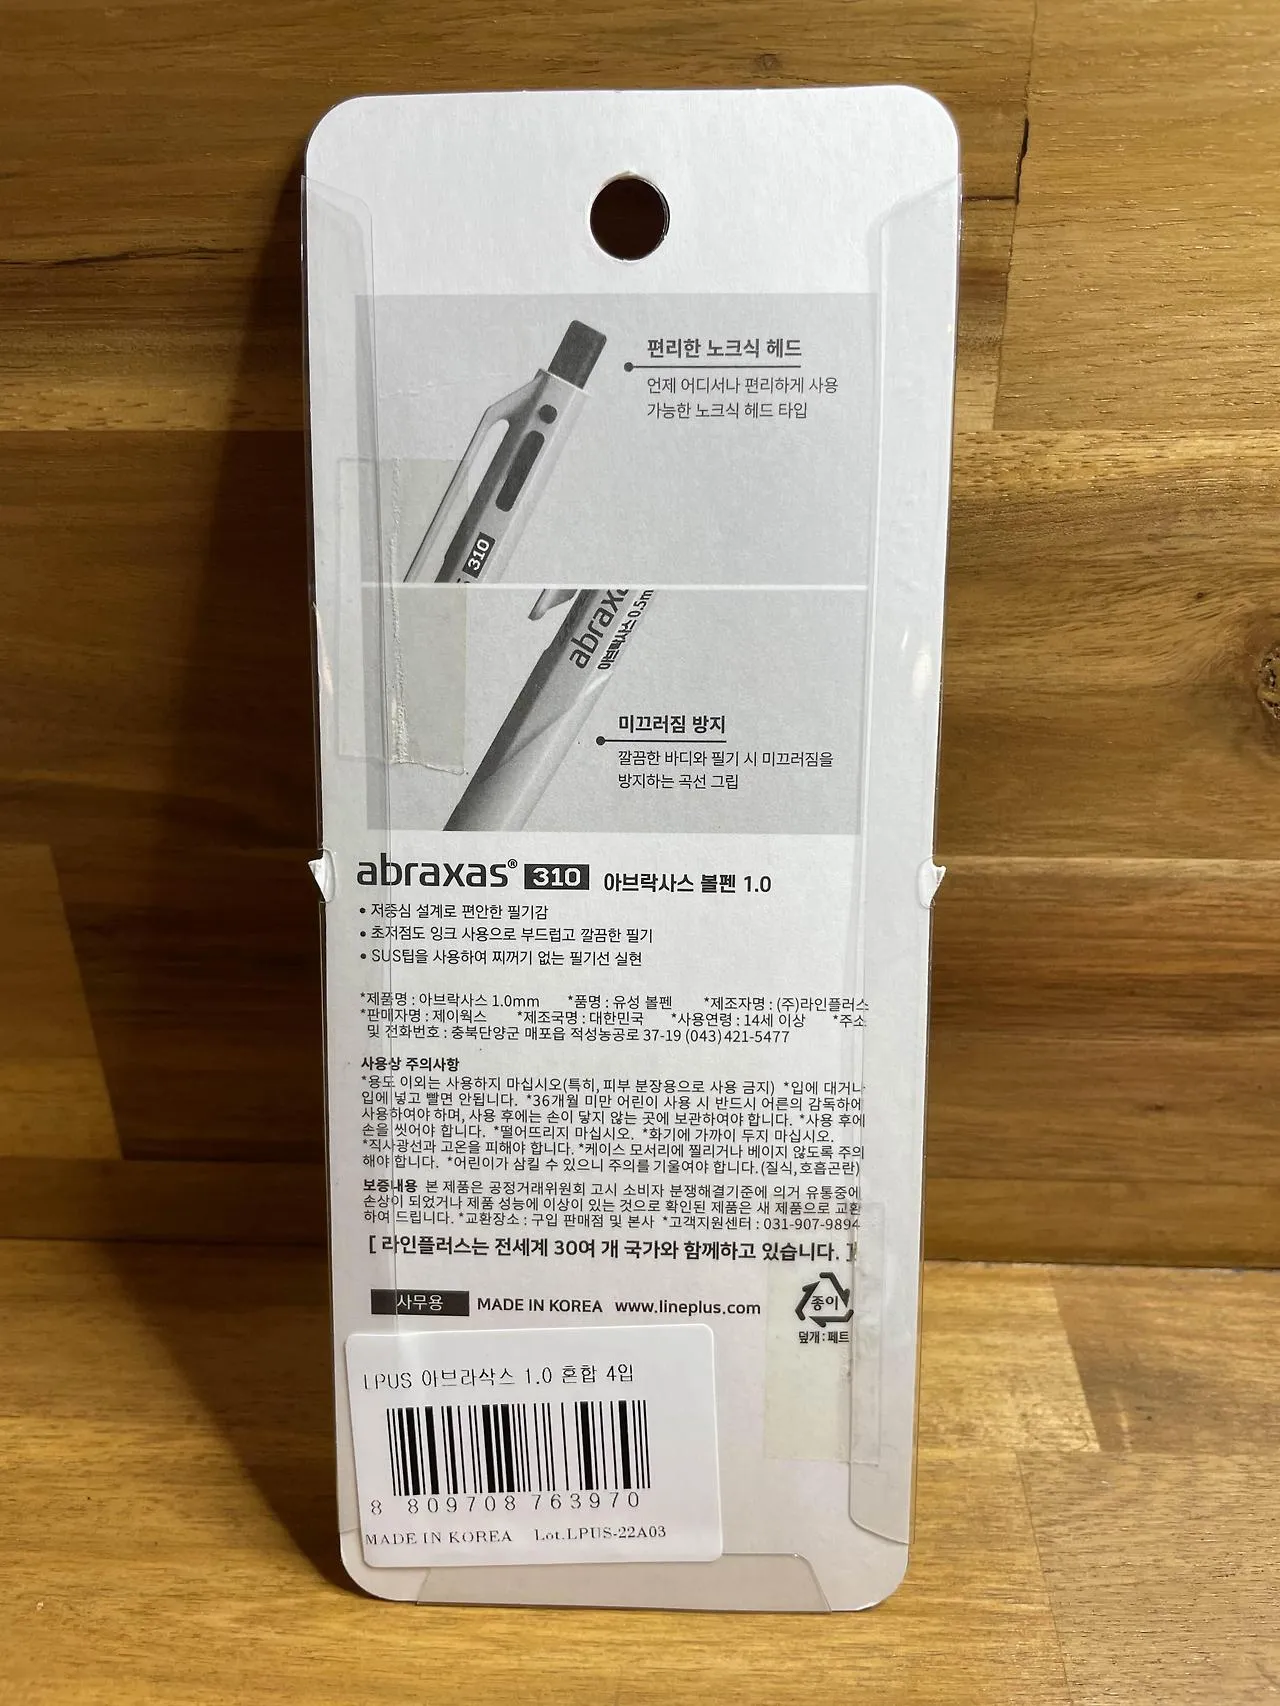 편리한 노크식 헤드
언제 어디서나 편리하게 사용
가능한 노크식 헤드 타입
310
abraxas
아브락사스 0.5m
미끄러짐 방지
깔끔한 바디와 필기 시 미끄러짐을
방지하는 곡선 그립
abraxas® 310 아브락사스 볼펜 1.0
• 저중심 설계로 편안한 필기감
• 초저점도 잉크 사용으로 부드럽고 깔끔한 필기
• SUS팁을 사용하여 찌꺼기 없는 필기선 실현
*제품명 : 아브락사스 1.0mm *품명 : 유성 볼펜 *제조자명 : (주)라인플러스
*판매자명 : 제이웍스 *제조국명 : 대한민국 *사용연령 : 14세 이상 *주소
및 전화번호 : 충북단양군 매포읍 적성농공로 37-19 (043) 421-5477
사용상 주의사항
*용도 이외는 사용하지 마십시오(특히, 피부 분장용으로 사용 금지) *입에 대거나
입에 넣고 빨면 안됩니다. *36개월 미만 어린이 사용 시 반드시 어른의 감독하에
사용하여야 하며, 사용 후에는 손이 닿지 않는 곳에 보관하여야 합니다. *사용 후에
손을 씻어야 합니다. *떨어뜨리지 마십시오. *화기에 가까이 두지 마십시오.
*직사광선과 고온을 피해야 합니다. *케이스 모서리에 찔리거나 베이지 않도록 주의
해야 합니다. *어린이가 삼킬 수 있으니 주의를 기울여야 합니다.(질식,호흡곤란)
보증내용 본 제품은 공정거래위원회 고시 소비자 분쟁해결기준에 의거 유통중에
손상이 되었거나 제품 성능에 이상이 있는 것으로 확인된 제품은 새 제품으로 교환
하여 드립니다. *교환장소 : 구입 판매점 및 본사 *고객지원센터 : 031-907-9894
[ 라인플러스는 전세계 30여 개 국가와 함께하고 있습니다. ]
사무용 MADE IN KOREA www.lineplus.com
종이
덮개 : 페트
LPUS 아브라삭스 1.0 혼합 4입
8 809708 763970
MADE IN KOREA Lot.LPUS-22A03